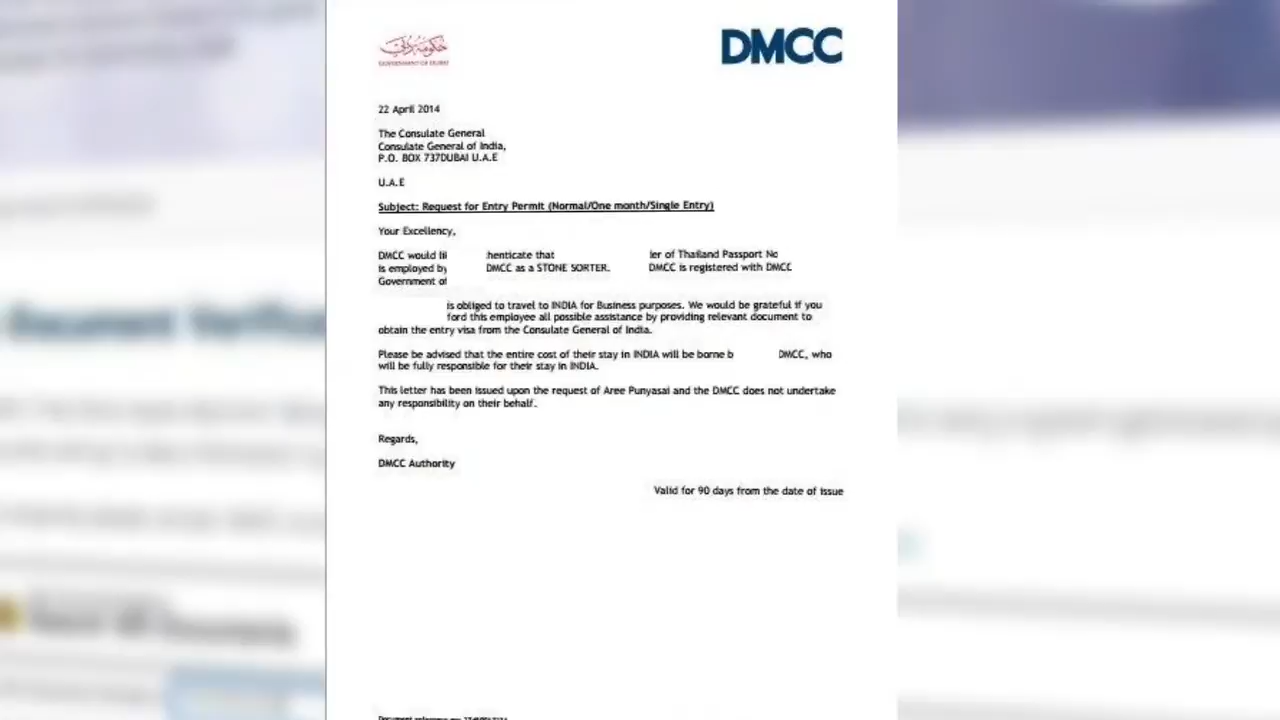 حكومة دبي
GOVERNMENT OF DUBAI
DMCC
22 April 2014
The Consulate General
Consulate General of India,
P.O. BOX 737DUBAI U.A.E
U.A.E
Subject: Request for Entry Permit (Normal/One month/Single Entry)
Your Excellency,
DMCC would henticate that of Thailand Passport No
is employed by DMCC as a STONE SORTER. DMCC is registered with DMCC
Government of
is obliged to travel to INDIA for Business purposes. We would be grateful if you
ford this employee all possible assistance by providing relevant document to
obtain the entry visa from the Consulate General of India.
Please be advised that the entire cost of their stay in INDIA will be borne b DMCC, who
will be fully responsible for their stay in INDIA.
This letter has been issued upon the request of Aree Punyasai and the DMCC does not undertake
any responsibility on their behalf.
Regards,
DMCC Authority
Valid for 90 days from the date of issue
Document Verifica